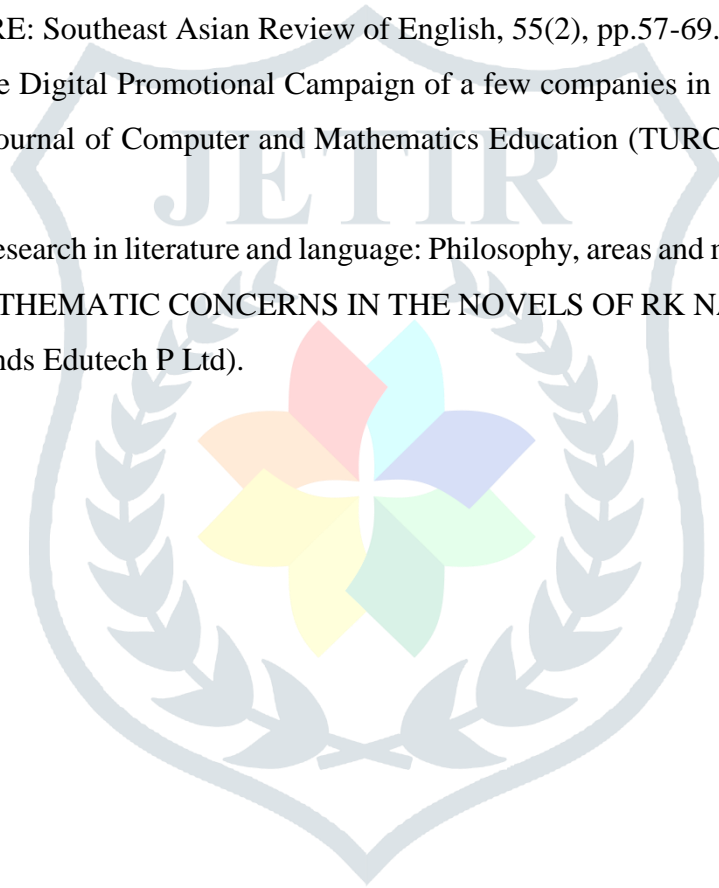 RE: Southeast Asian Review of English, 55(2), pp.57-69.
e Digital Promotional Campaign of a few companies in
ournal of Computer and Mathematics Education (TURC
JETIR
esearch in literature and language: Philosophy, areas and
THEMATIC CONCERNS IN THE NOVELS OF RK NA
nds Edutech P Ltd).